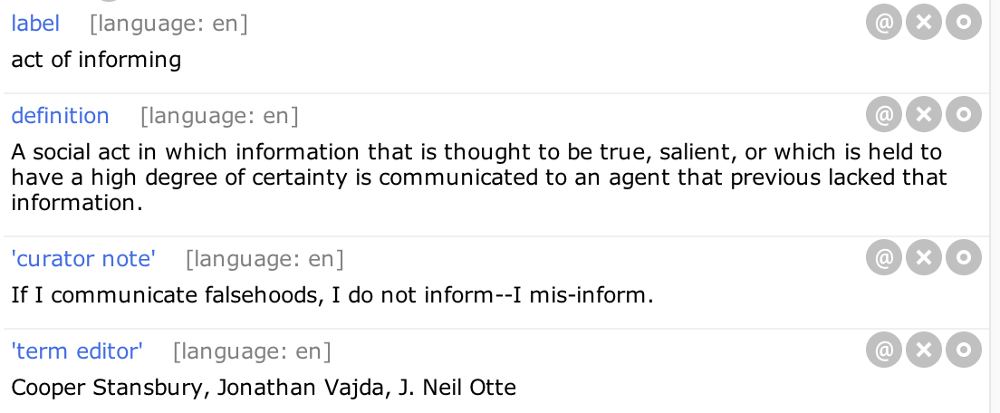 label [language: en]
act of informing
definition [language: en]
A social act in which information that is thought to be true, salient, or which is held to
have a high degree of certainty is communicated to an agent that previous lacked that
information.
'curator note' [language: en]
If I communicate falsehoods, I do not inform--I mis-inform.
'term editor' [language: en]
Cooper Stansbury, Jonathan Vajda, J. Neil Otte